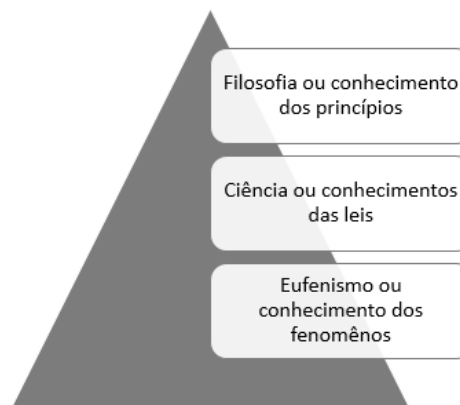 Filosofia ou conhecimento
dos princípios
Ciência ou conhecimentos
das leis
Eufenismo ou
conhecimento dos
fenomênos